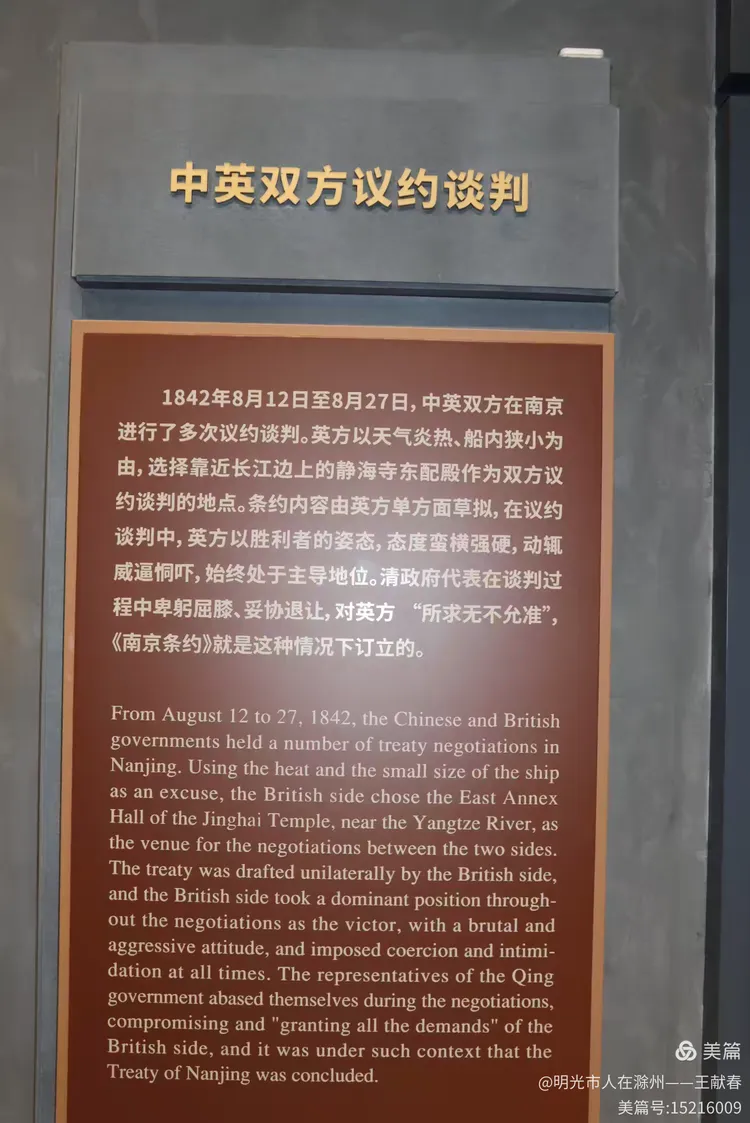 中英双方议约谈判
1842年8月12日至8月27日，中英双方在南京
进行了多次议约谈判。英方以天气炎热、船内狭小为
由，选择靠近长江边上的静海寺东配殿作为双方议
约谈判的地点。条约内容由英方单方面草拟，在议约
谈判中，英方以胜利者的姿态，态度蛮横强硬，动辄
威逼恫吓，始终处于主导地位。清政府代表在谈判过
程中卑躬屈膝、妥协退让，对英方 “所求无不允准”，
《南京条约》就是这种情况下订立的。
From August 12 to 27, 1842, the Chinese and British
governments held a number of treaty negotiations in
Nanjing. Using the heat and the small size of the ship
as an excuse, the British side chose the East Annex
Hall of the Jinghai Temple, near the Yangtze River, as
the venue for the negotiations between the two sides.
The treaty was drafted unilaterally by the British side,
and the British side took a dominant position through-
out the negotiations as the victor, with a brutal and
aggressive attitude, and imposed coercion and intimi-
dation at all times. The representatives of the Qing
government abased themselves during the negotiations,
compromising and "granting all the demands" of the
British side, and it was under such context that the
Treaty of Nanjing was concluded.
美篇
@明光市人在滁州——王献春
美篇号:15216009